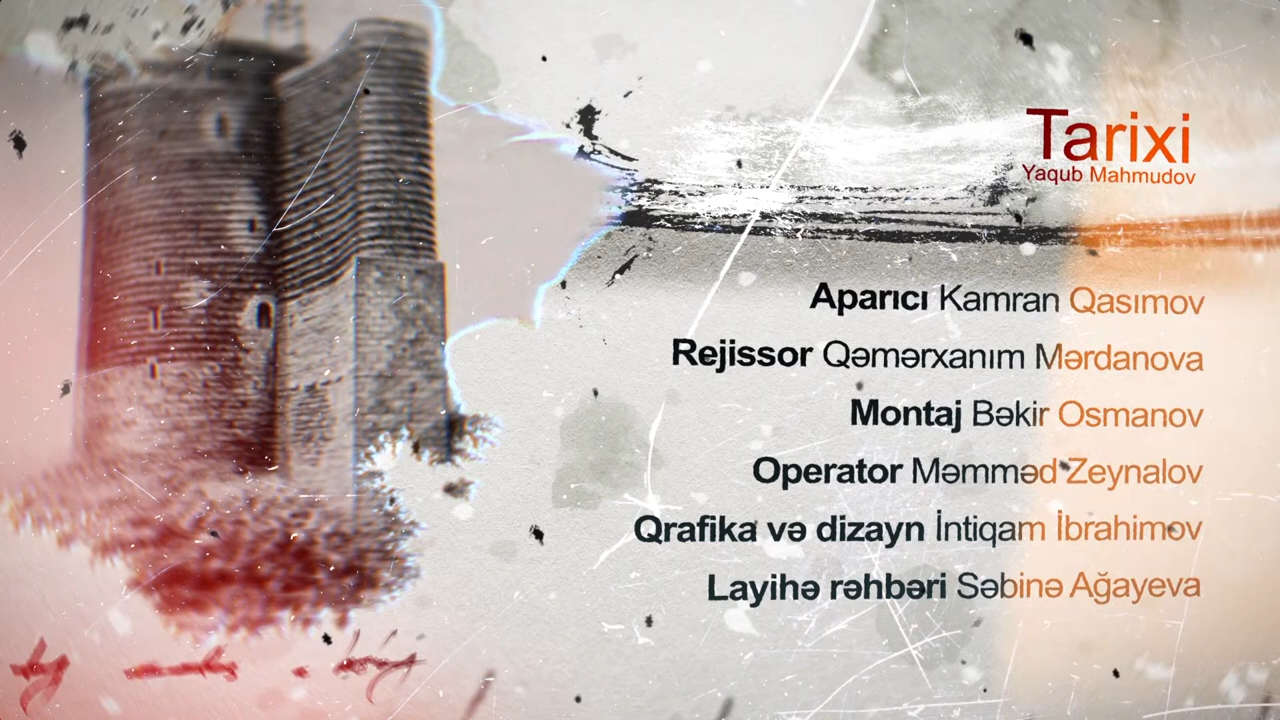 Tarixi
Yaqub Mahmudov
Aparıcı Kamran Qasımov
Rejissor Qəmərxanım Mərdanova
Montaj Bəkir Osmanov
Operator Məmməd Zeynalov
Qrafika və dizayn İntiqam İbrahimov
Layihə rəhbəri Səbinə Ağayeva